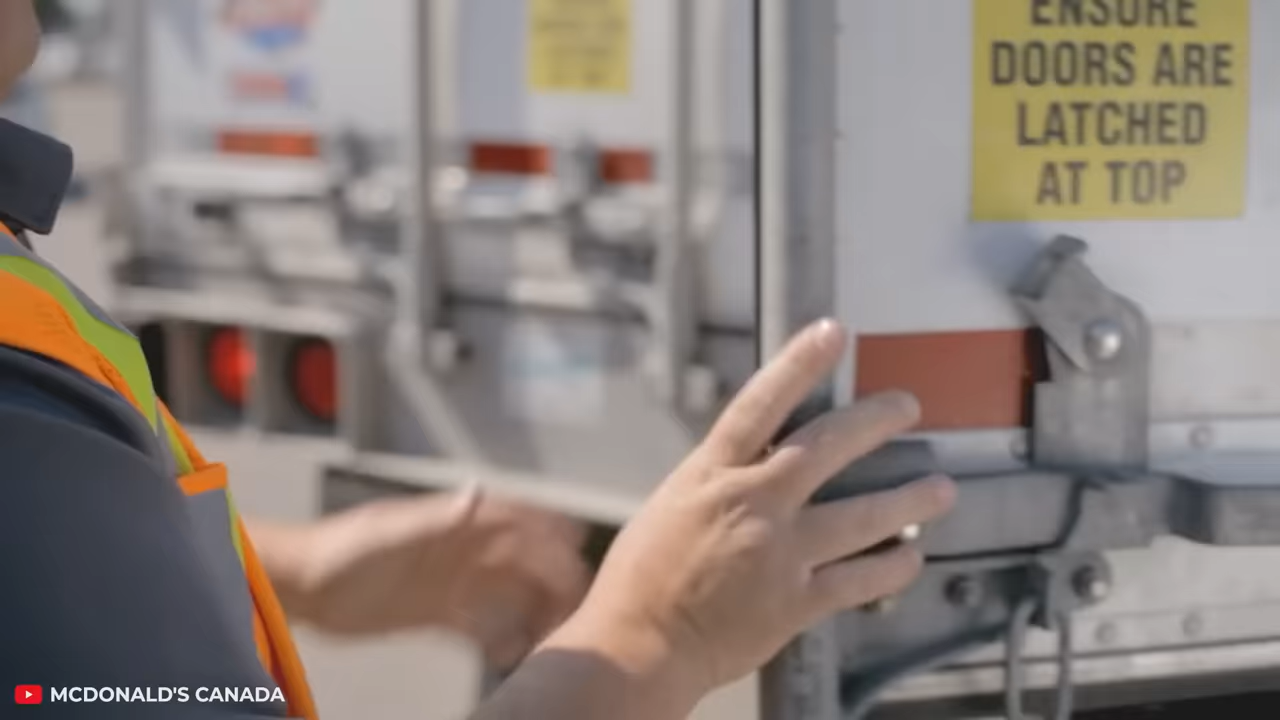 ENSURE
DOORS ARE
LATCHED
AT TOP
MCDONALD'S CANADA